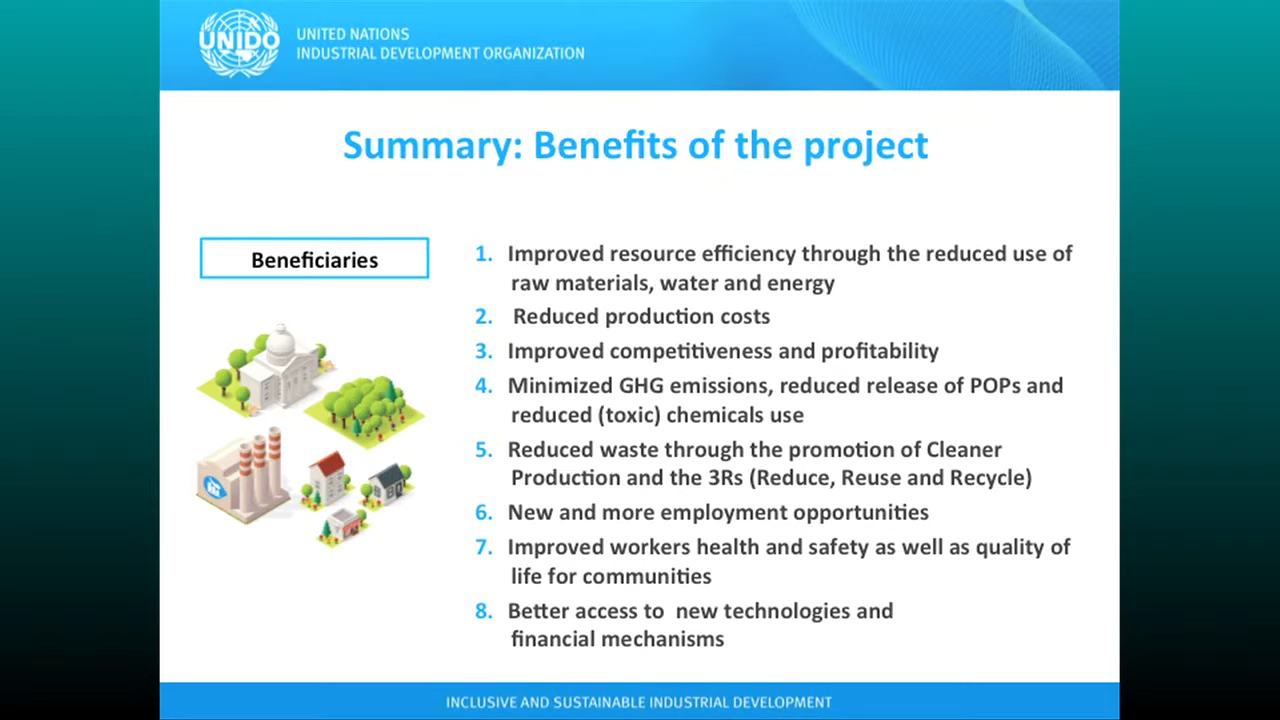 UNIDO
UNITED NATIONS
INDUSTRIAL DEVELOPMENT ORGANIZATION
Summary: Benefits of the project
Beneficiaries
1. Improved resource efficiency through the reduced use of
raw materials, water and energy
2. Reduced production costs
3. Improved competitiveness and profitability
4. Minimized GHG emissions, reduced release of POPs and
reduced (toxic) chemicals use
5. Reduced waste through the promotion of Cleaner
Production and the 3Rs (Reduce, Reuse and Recycle)
6. New and more employment opportunities
7. Improved workers health and safety as well as quality of
life for communities
8. Better access to new technologies and
financial mechanisms
INCLUSIVE AND SUSTAINABLE INDUSTRIAL DEVELOPMENT